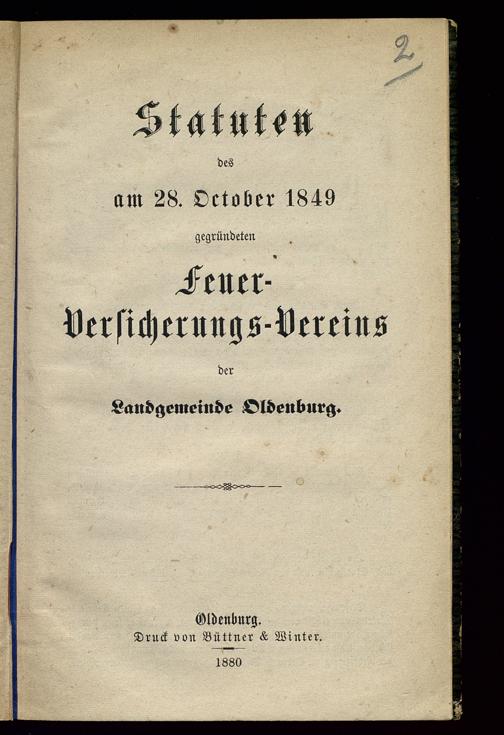 2
Statuten
des
am 28. October 1849
gegründeten
Feuer-
Versicherungs-Vereins
der
Landgemeinde Oldenburg.
Oldenburg.
Druck von Büttner & Winter.
1880